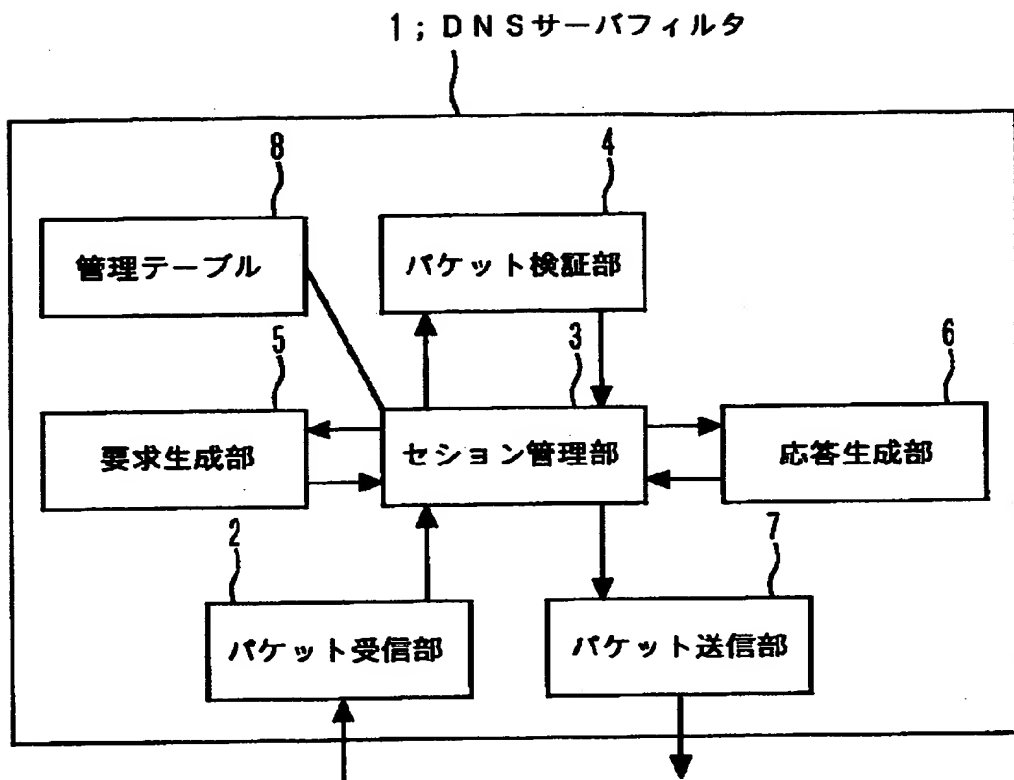 1;DNSサーバフィルタ
8
4
管理テーブル
パケット検証部
5
3
6
要求生成部
セション管理部
応答生成部
2
7
パケット受信部
パケット送信部